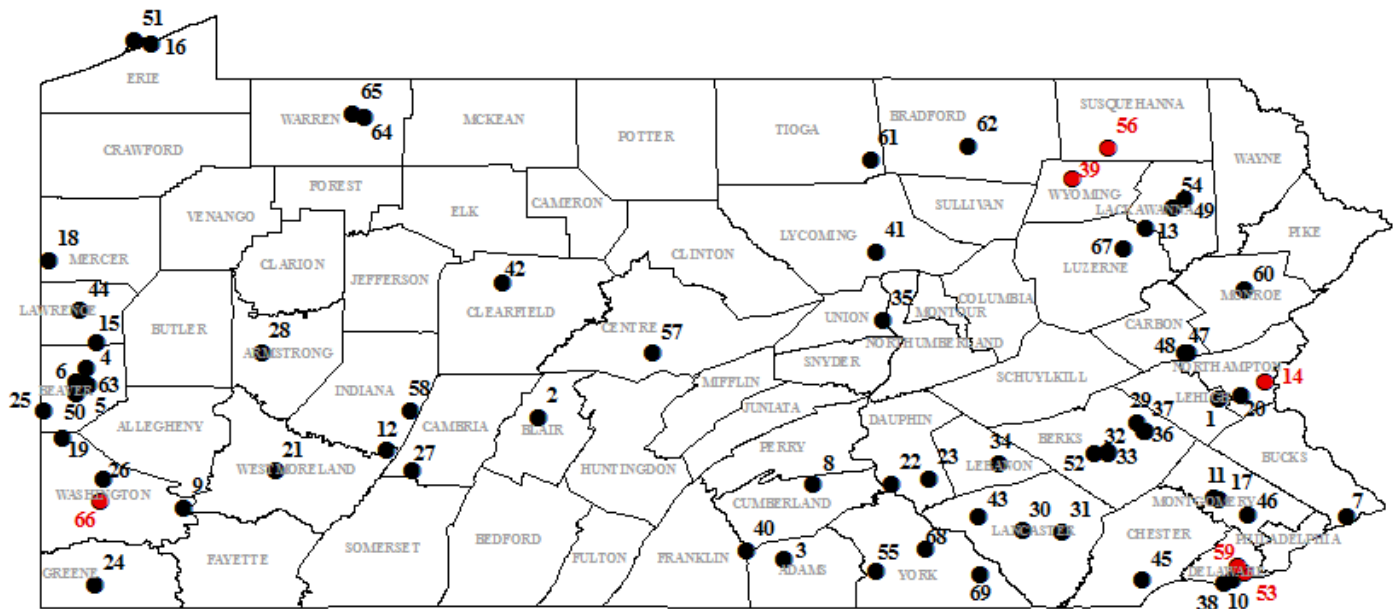 51
16
ERIE
65
WARREN
64
MCKEAN
POTTER
TIOGA
61
BRADFORD
62
SUSQUEHANNA
56
WAYNE
CRAWFORD
39
WYOMING
54
LACKAWANNA
49
13
FOREST
VENANGO
ELK
CAMERON
SULLIVAN
PIKE
LYCOMING
41
67
LUZERNE
18
MERCER
CLARION
JEFFERSON
CLINTON
42
CLEARFIELD
60
MONROE
44
LAWRENCE
15
BUTLER
28
ARMSTRONG
CENTRE
57
UNION
35
MONTOUR
COLUMBIA
CARBON
48
47
NORTHUMBERLAND
SNYDER
4
6
BEAVER
63
5
50
25
INDIANA
58
CAMBRIA
2
BLAIR
MIFFLIN
JUNIATA
SCHUYLKILL
NORTHAMPTON
14
LEHIGH
1
20
ALLEGHENY
19
12
27
HUNTINGDON
PERRY
DAUPHIN
29
37
36
BERKS
32
52
33
BUCKS
21
WESTMORELAND
26
WASHINGTON
66
9
8
CUMBERLAND
22
23
34
LEBANON
11
17
MONTGOMERY
46
7
43
30
LANCASTER
31
CHESTER
PHILADELPHIA
40
3
ADAMS
FRANKLIN
FULTON
BEDFORD
SOMERSET
FAYETTE
GREENE
24
55
68
YORK
69
45
59
DELAWARE
53
38
10